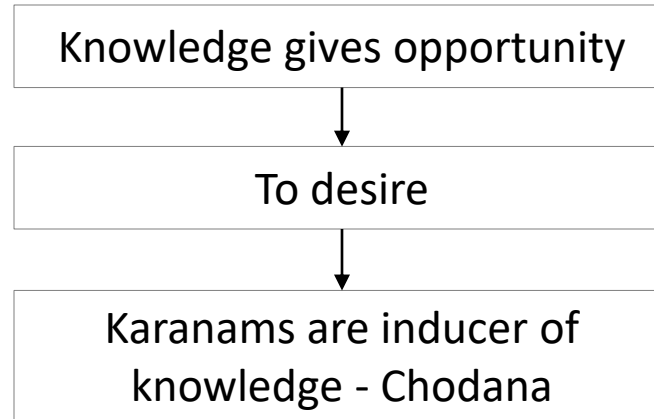 Knowledge gives opportunity
To desire
Karanams are inducer of
knowledge - Chodana